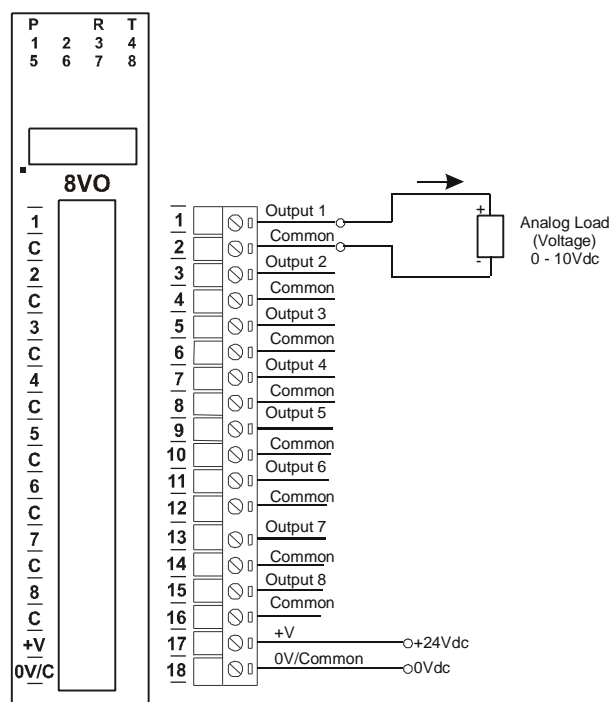 P R T
1 2 3 4
5 6 7 8
8VO
1
C
2
C
3
C
4
C
5
C
6
C
7
C
8
C
+V
0V/C
1 Output 1
2 Common
3 Output 2
4 Common
5 Output 3
6 Common
7 Output 4
8 Common
9 Output 5
10 Common
11 Output 6
12 Common
13 Output 7
14 Common
15 Output 8
16 Common
17 +V +24Vdc
18 0V/Common 0Vdc
+
-
Analog Load
(Voltage)
0 - 10Vdc